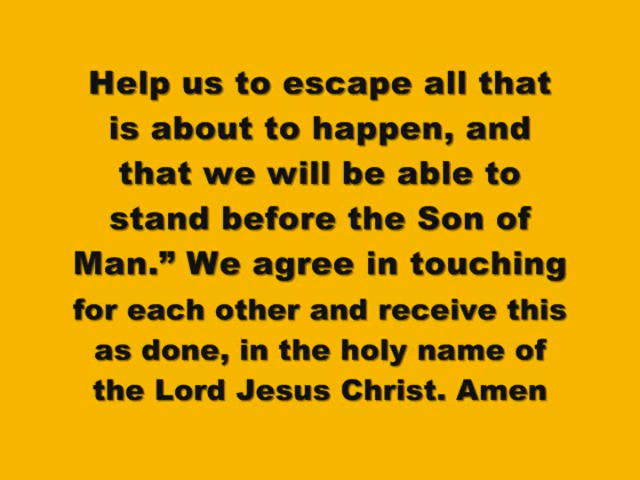 Help us to escape all that
is about to happen, and
that we will be able to
stand before the Son of
Man.” We agree in touching
for each other and receive this
as done, in the holy name of
the Lord Jesus Christ. Amen